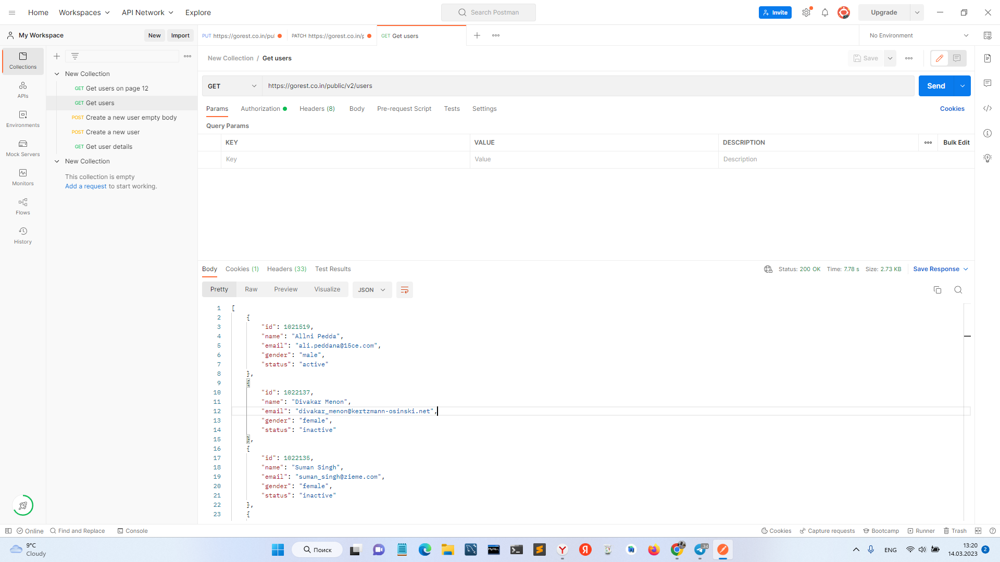 Home Workspaces API Network Explore Search Postman Invite Upgrade
My Workspace New Import PUT https://gorest.co.in/pul PATCH https://gorest.co.in/p GET Get users No Environment
New Collection / Get users Save
Collections
APIs
Environments
Mock Servers
Monitors
Flows
History
New Collection
GET Get users on page 12
GET Get users
POST Create a new user empty body
POST Create a new user
GET Get user details
New Collection
This collection is empty
Add a request to start working.
GET https://gorest.co.in/public/v2/users Send
Params Authorization Headers (8) Body Pre-request Script Tests Settings Cookies
Query Params
KEY VALUE DESCRIPTION Bulk Edit
Key Value Description
Body Cookies (1) Headers (33) Test Results Status: 200 OK Time: 7.78 s Size: 2.73 KB Save Response
Pretty Raw Preview Visualize JSON
1 [
2 {
3 "id": 1021519,
4 "name": "Allni Pedda",
5 "email": "ali.peddana@15ce.com",
6 "gender": "male",
7 "status": "active"
8 },
9 {
10 "id": 1022137,
11 "name": "Divakar Menon",
12 "email": "divakar_menon@kertzmann-osinski.net",
13 "gender": "female",
14 "status": "inactive"
15 },
16 {
17 "id": 1022135,
18 "name": "Suman Singh",
19 "email": "suman_singh@zieme.com",
20 "gender": "female",
21 "status": "inactive"
22 },
23 {
Online Find and Replace Console Cookies Capture requests Bootcamp Runner Trash
9°C
Cloudy
Поиск
34
ENG
13:20
14.03.2023
2